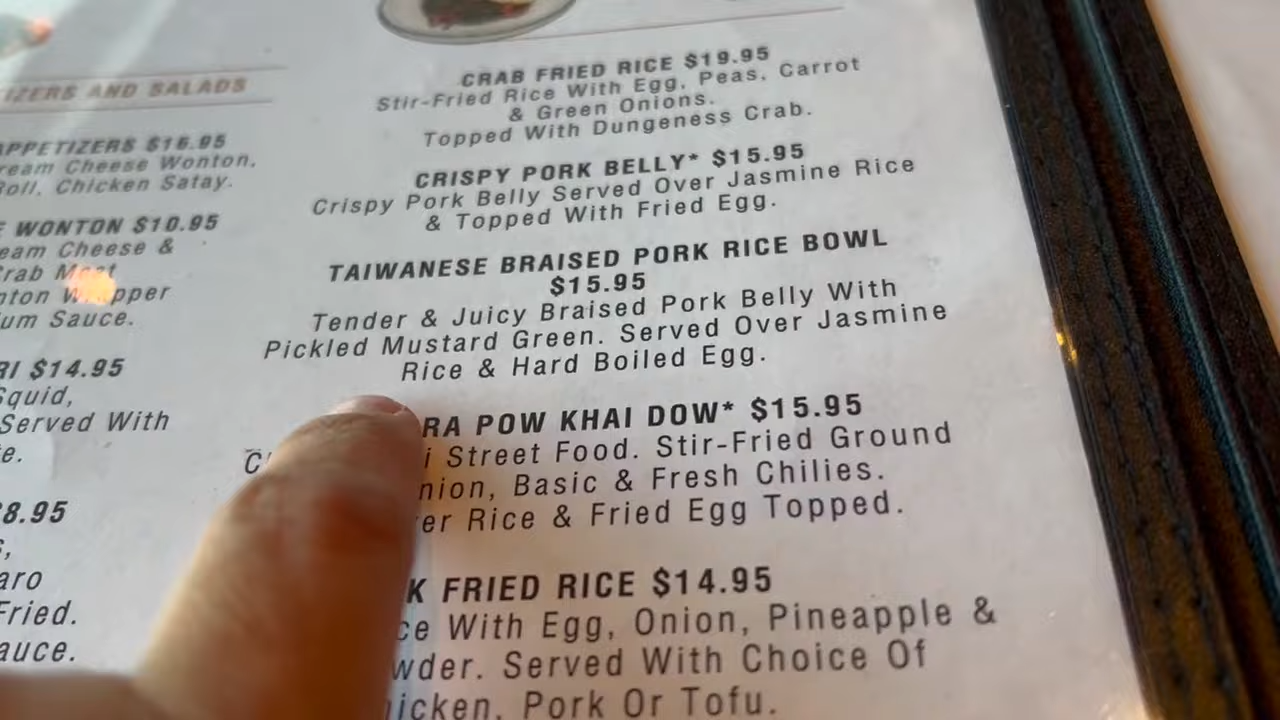 IZERS AND SALADS
APPETIZERS $16.95
ream Cheese Wonton,
Roll, Chicken Satay.
E WONTON $10.95
eam Cheese &
Crab Meat
nton Wrapper
um Sauce.
RI $14.95
Squid,
Served With
e.
8.95
s,
aro
Fried.
auce.
CRAB FRIED RICE $19.95
Stir-Fried Rice With Egg, Peas, Carrot
& Green Onions.
Topped With Dungeness Crab.
CRISPY PORK BELLY* $15.95
Crispy Pork Belly Served Over Jasmine Rice
& Topped With Fried Egg.
TAIWANESE BRAISED PORK RICE BOWL
$15.95
Tender & Juicy Braised Pork Belly With
Pickled Mustard Green. Served Over Jasmine
Rice & Hard Boiled Egg.
RA POW KHAI DOW* $15.95
i Street Food. Stir-Fried Ground
nion, Basic & Fresh Chilies.
er Rice & Fried Egg Topped.
K FRIED RICE $14.95
ce With Egg, Onion, Pineapple &
wder. Served With Choice Of
icken, Pork Or Tofu.